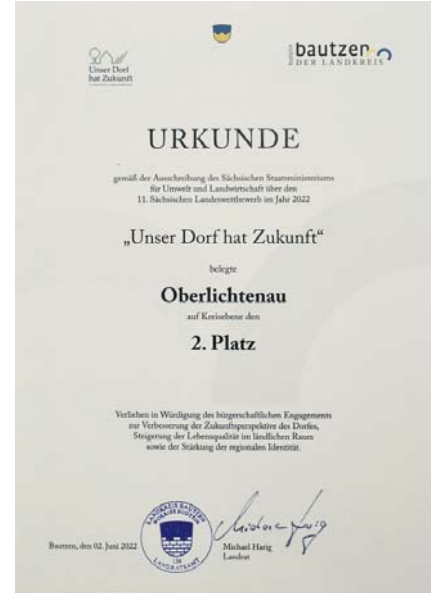 Unser Dorf
hat Zukunft
bautzen
DER LANDKREIS
URKUNDE
gemäß der Ausschreibung des Sächsischen Staatsministeriums
für Umwelt und Landwirtschaft über den
11. Sächsischen Landeswettbewerb im Jahr 2022
„Unser Dorf hat Zukunft“
belegte
Oberlichtenau
auf Kreisebene den
2. Platz
Verliehen in Würdigung des bürgerschaftlichen Engagements
zur Verbesserung der Zukunftsperspektive des Dorfes,
Steigerung der Lebensqualität im ländlichen Raum
sowie der Stärkung der regionalen Identität.
LANDKREIS BAUTZEN
LANDRATSAMT
Bautzen, den 02. Juni 2022
Michael Harig
Landrat